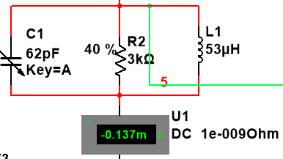 C1
62pF
Key=A
40 %
R2
3kΩ
L1
53µH
5
U1
-0.137m
A
DC 1e-009Ohm